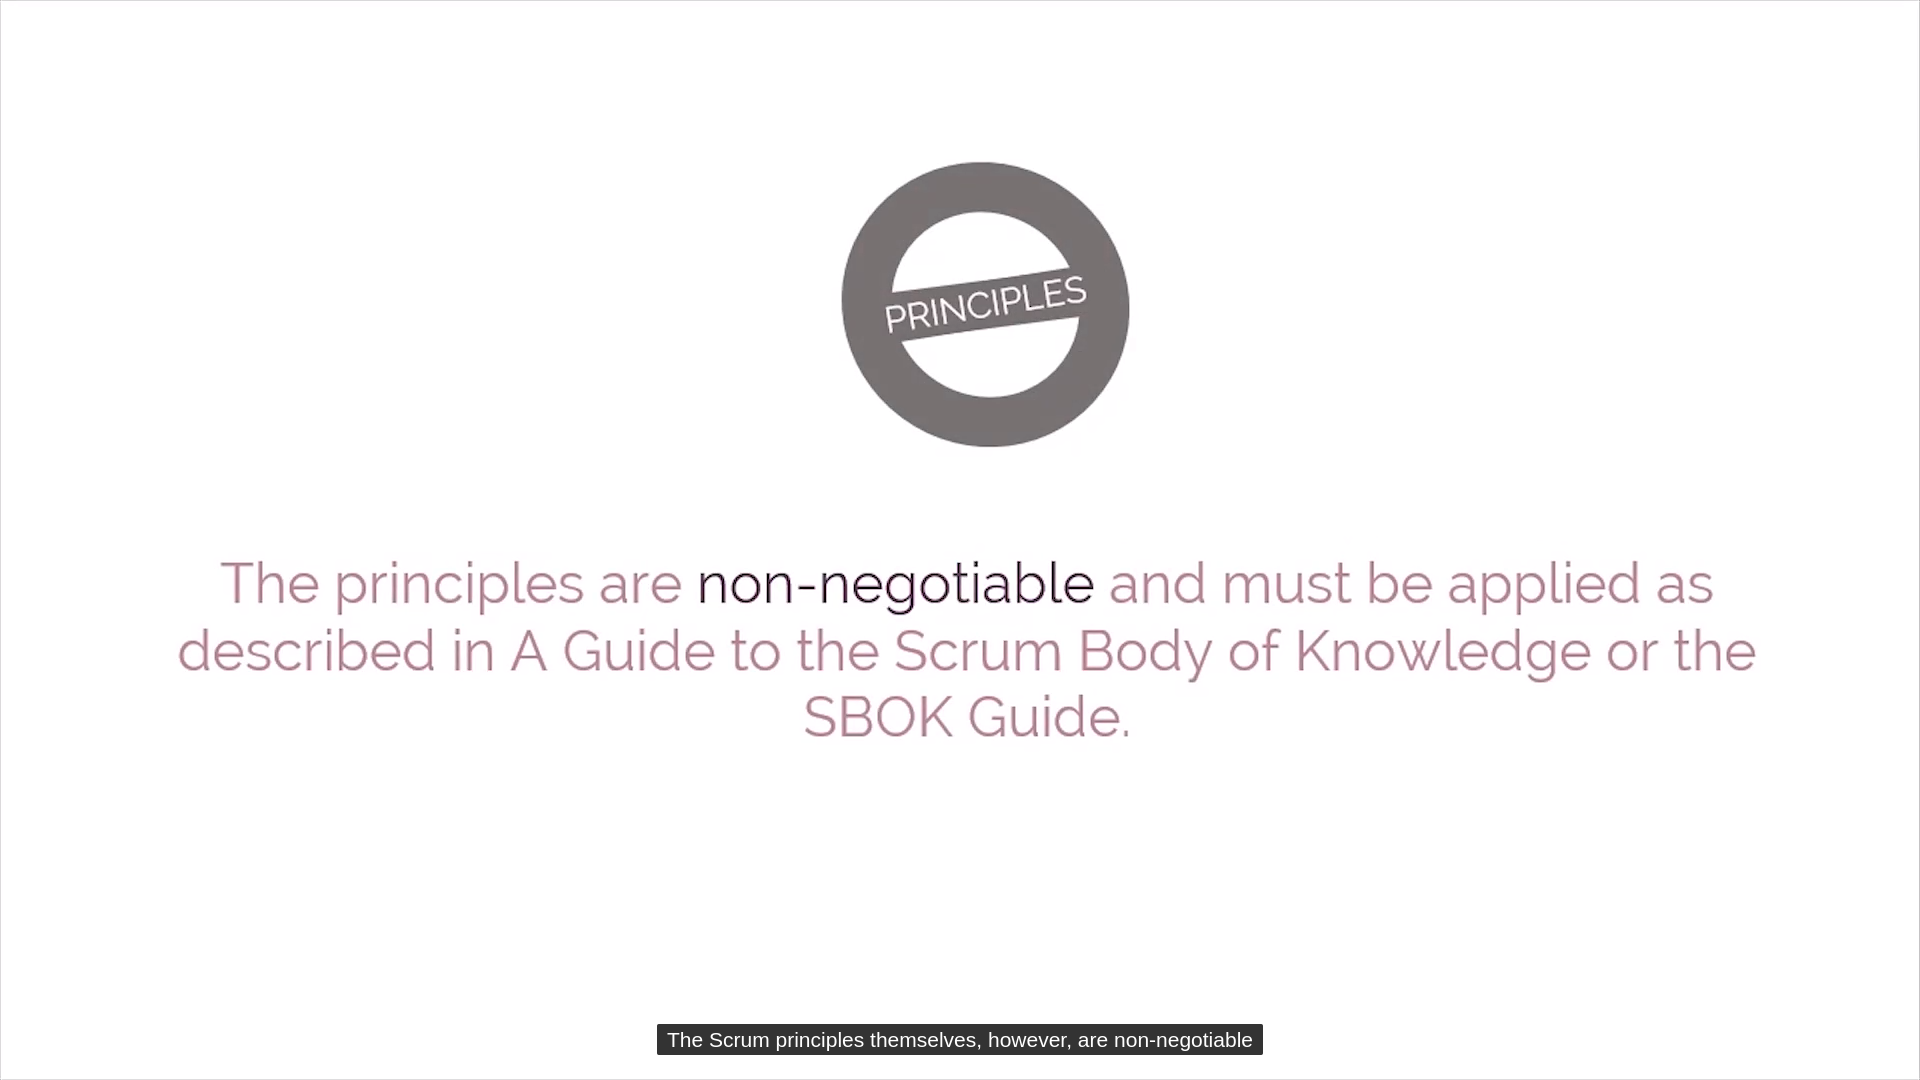 PRINCIPLES
The principles are non-negotiable and must be applied as
described in A Guide to the Scrum Body of Knowledge or the
SBOK Guide.
The Scrum principles themselves, however, are non-negotiable